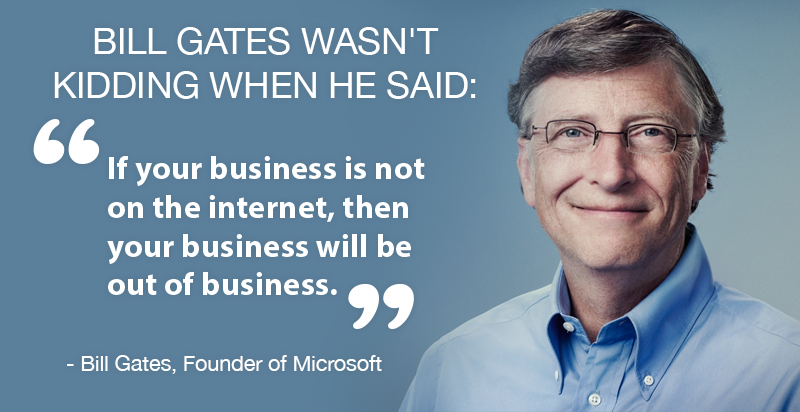 BILL GATES WASN'T
KIDDING WHEN HE SAID:
“If your business is not
on the internet, then
your business will be
out of business.”
- Bill Gates, Founder of Microsoft